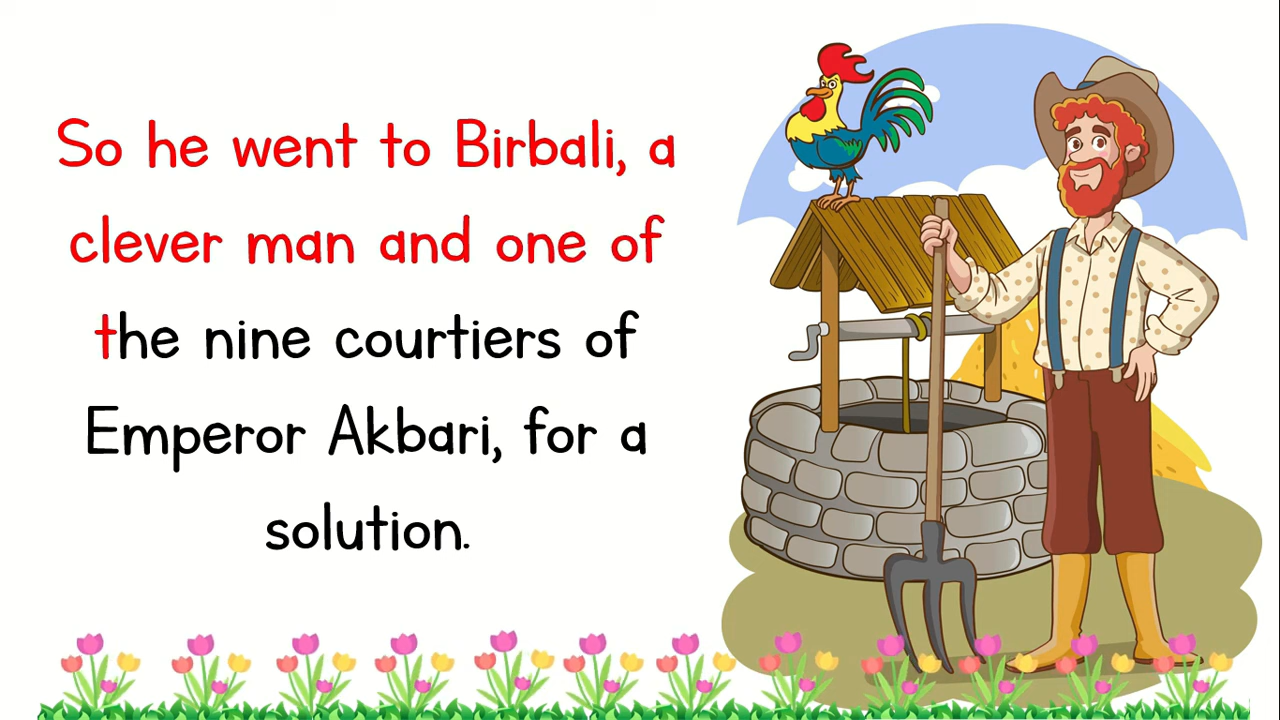 So he went to Birbali, a
clever man and one of
the nine courtiers of
Emperor Akbari, for a
solution.